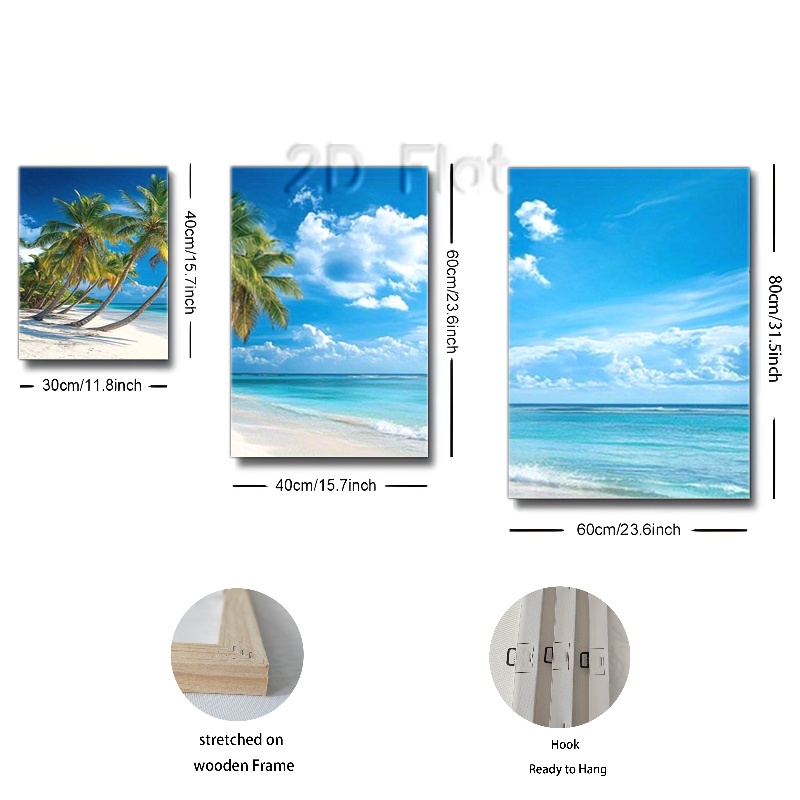 2D Flat
40cm/15.7inch
30cm/11.8inch
60cm/23.6inch
40cm/15.7inch
80cm/31.5inch
60cm/23.6inch
stretched on
wooden Frame
Hook
Ready to Hang